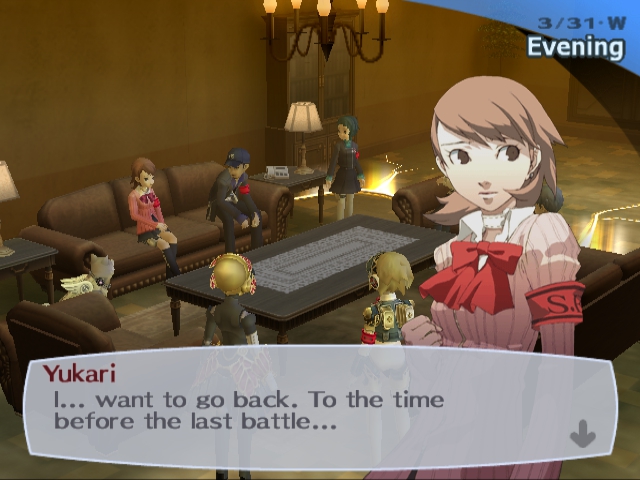 3/31·W
Evening
S.
Yukari
I... want to go back. To the time
before the last battle...